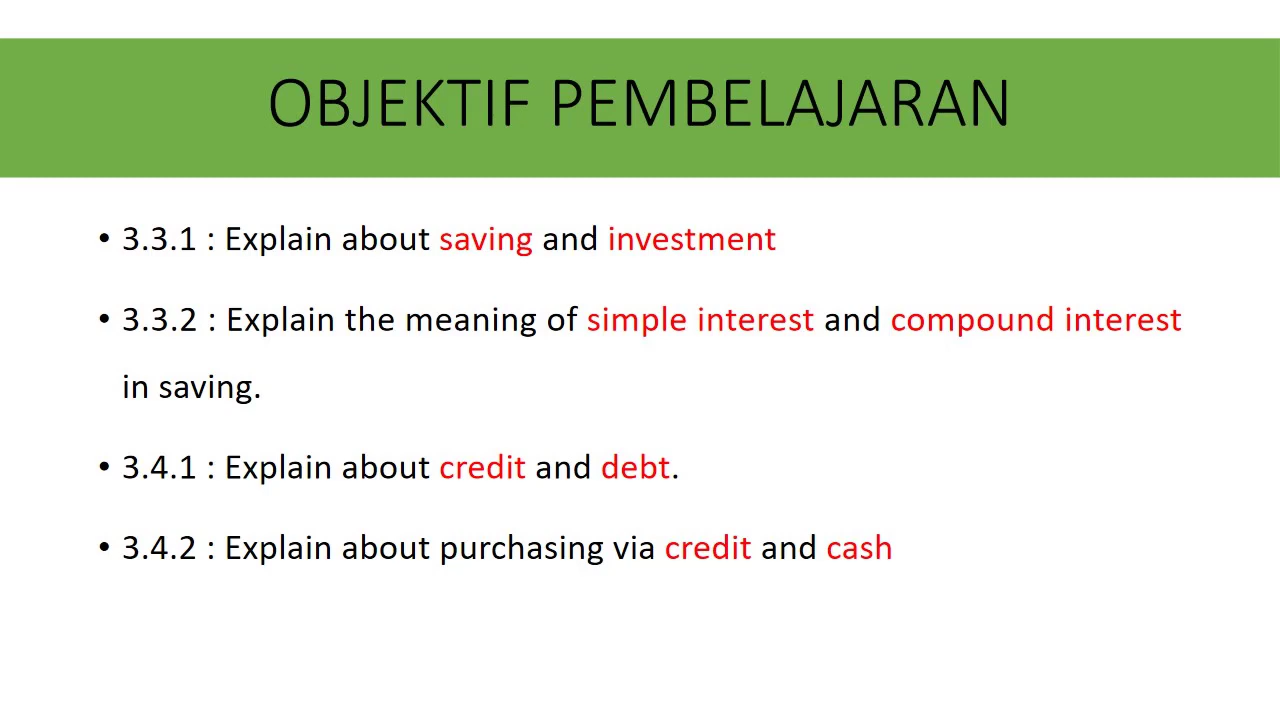 OBJEKTIF PEMBELAJARAN
• 3.3.1 : Explain about saving and investment
• 3.3.2 : Explain the meaning of simple interest and compound interest
in saving.
• 3.4.1 : Explain about credit and debt.
• 3.4.2 : Explain about purchasing via credit and cash